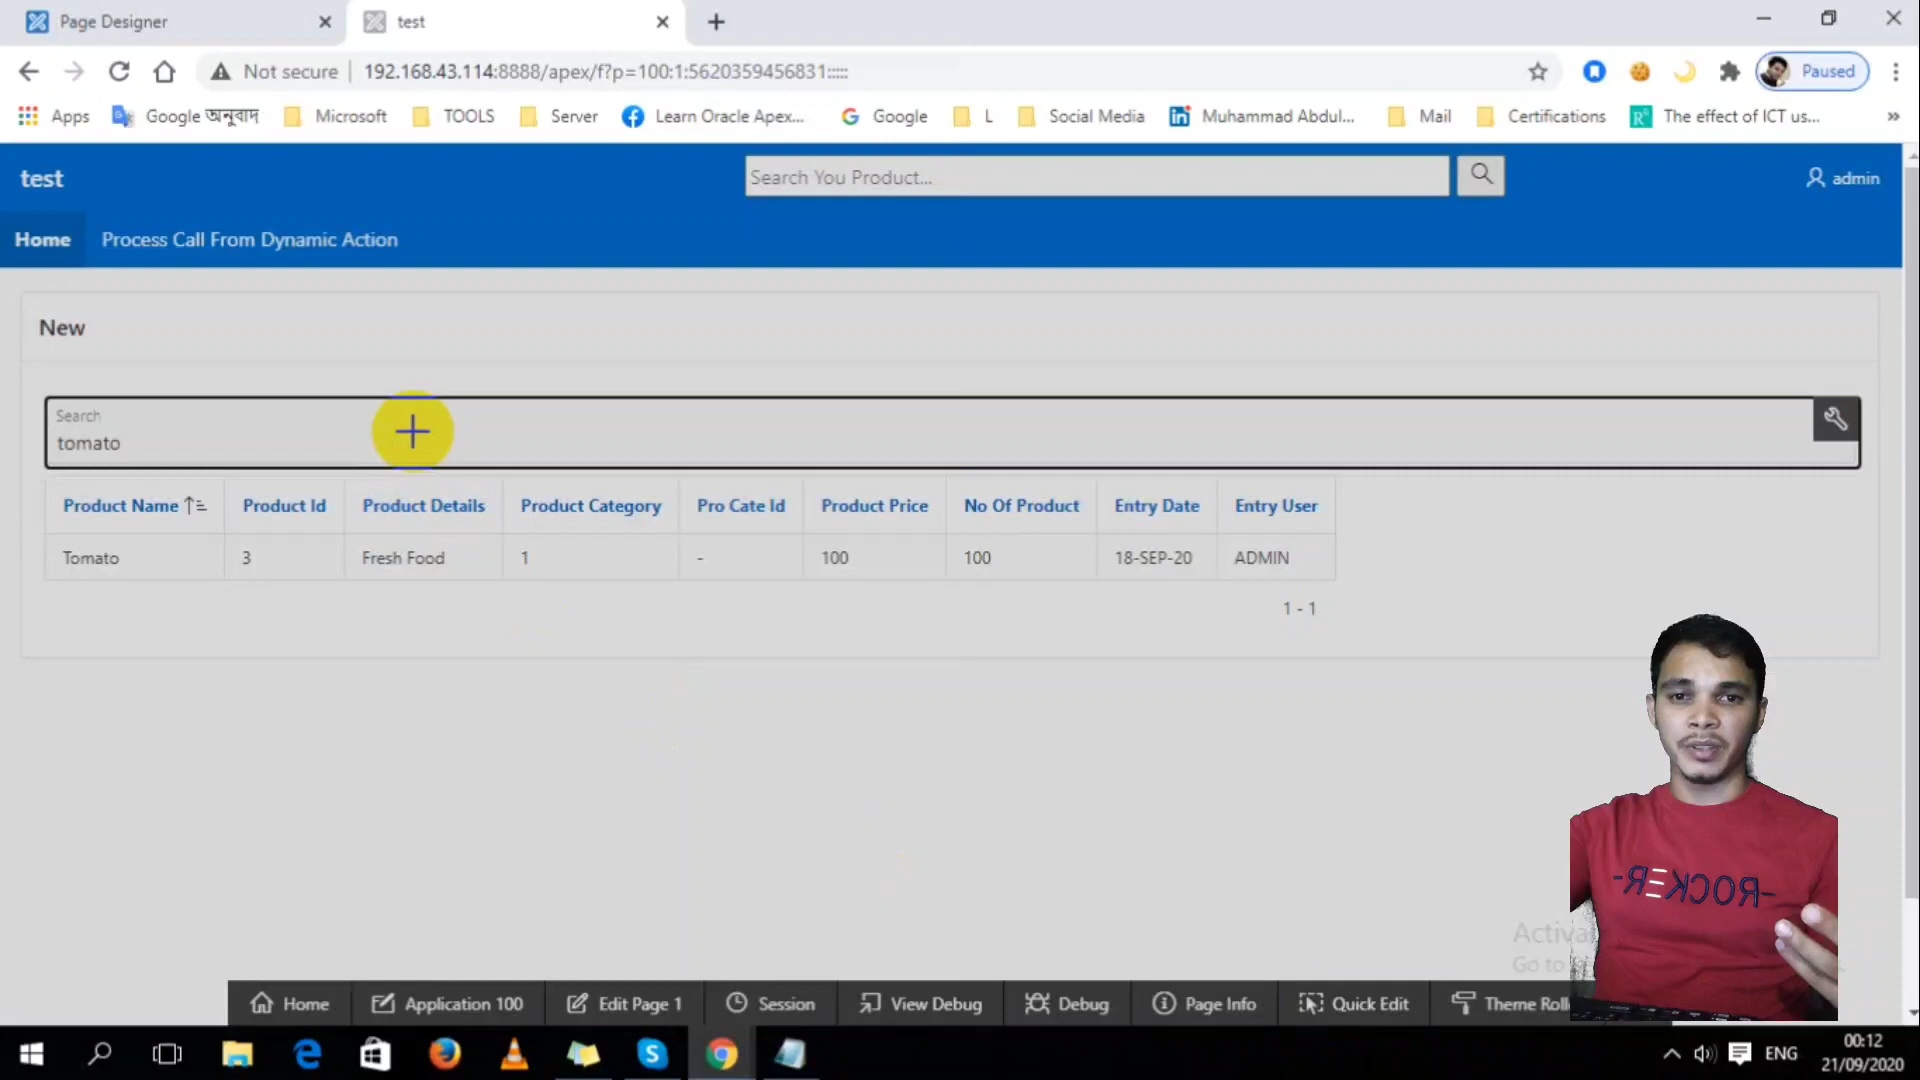 Page Designer
test
Not secure
192.168.43.114:8888/apex/f?p=100:1:5620359456831:::::
Paused
Apps
Google অনুবাদ
Microsoft
TOOLS
Server
Learn Oracle Apex...
Google
L
Social Media
Muhammad Abdul...
Mail
Certifications
The effect of ICT us...
»
test
Search You Product...
admin
Home
Process Call From Dynamic Action
New
Search
tomato
Product Name Product Id Product Details Product Category Pro Cate Id Product Price No Of Product Entry Date Entry User
Tomato 3 Fresh Food 1 - 100 100 18-SEP-20 ADMIN
1 - 1
-ROCKER-
Go to
Home
Application 100
Edit Page 1
Session
View Debug
Debug
Page Info
Quick Edit
Theme Roll
ENG
00:12
21/09/2020